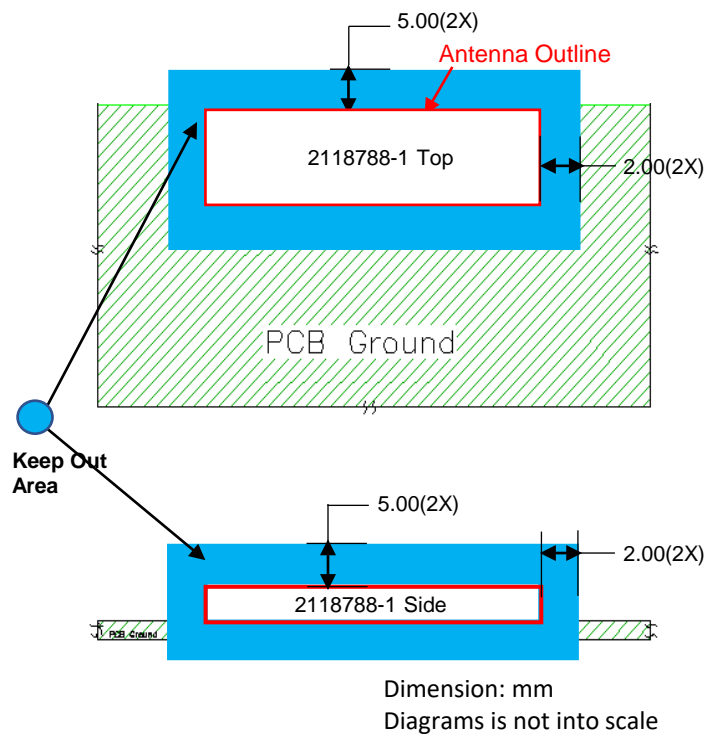 5.00(2X)
Antenna Outline
2118788-1 Top
2.00(2X)
PCB Ground
Keep Out
Area
5.00(2X)
2.00(2X)
2118788-1 Side
PCB Ground
Dimension: mm
Diagrams is not into scale